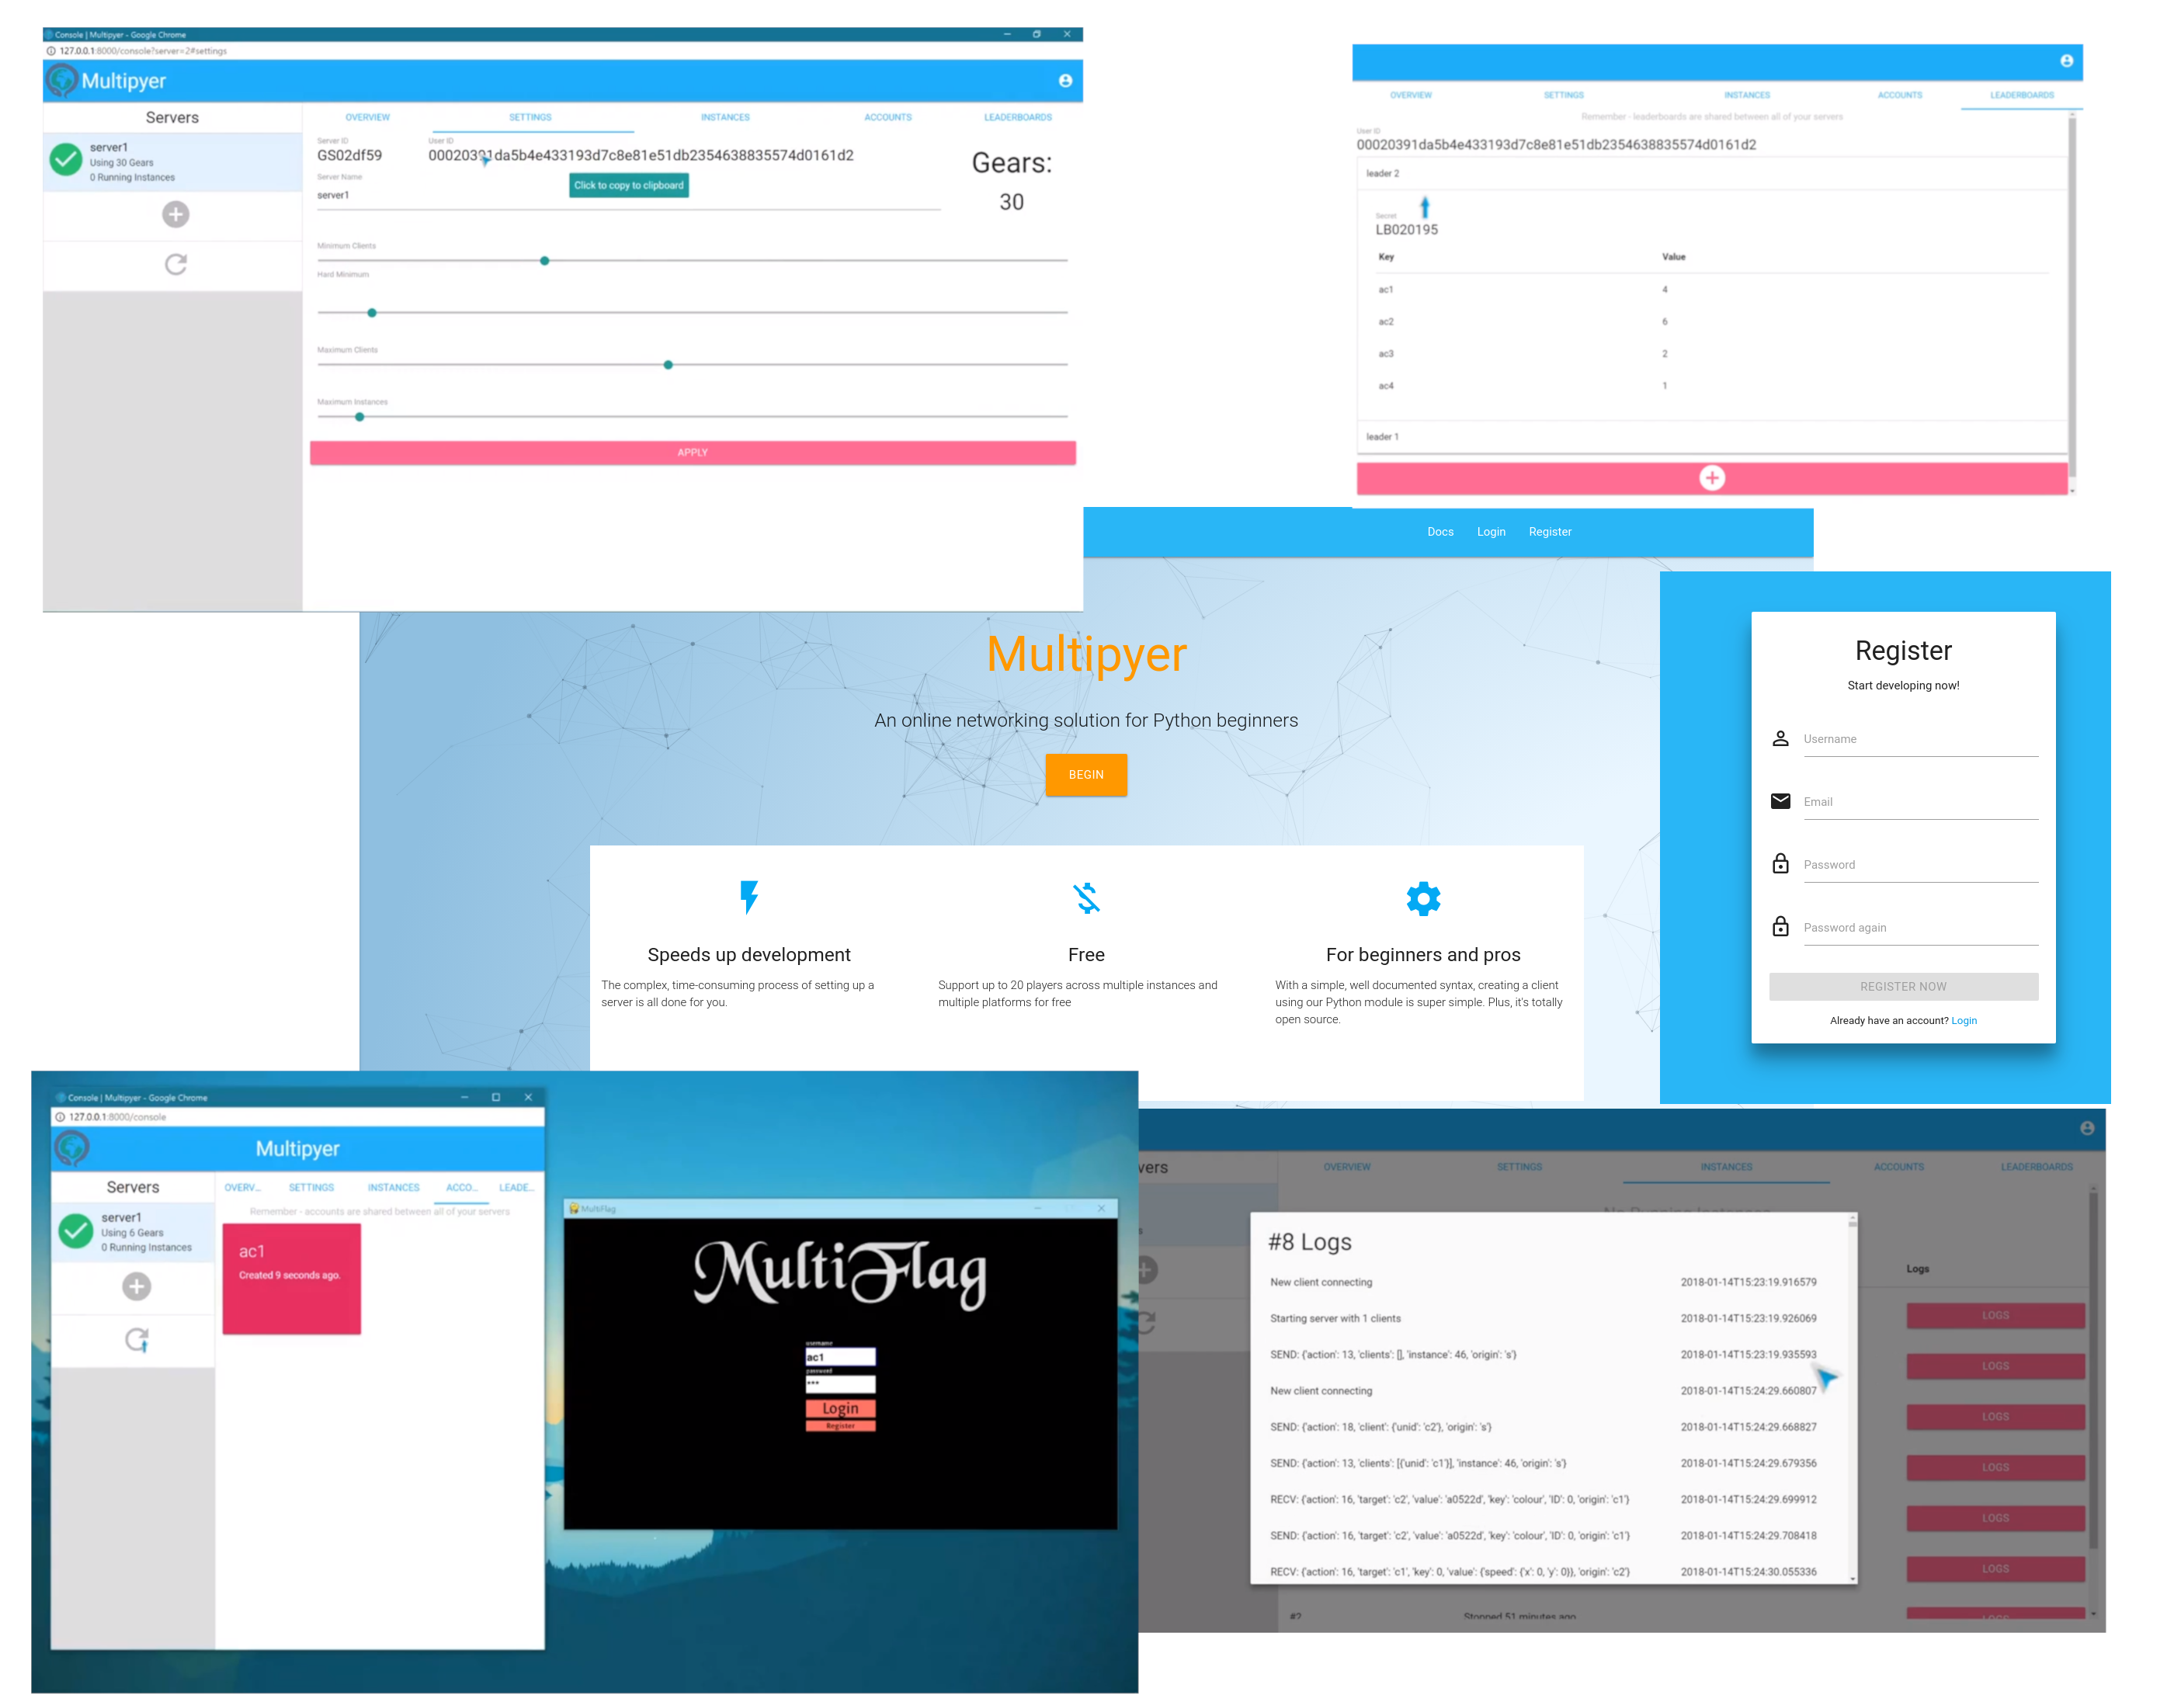 Console | Multipyer - Google Chrome
127.0.0.1:8000/console?server=2#settings
Multipyer
Servers
server1
Using 30 Gears
0 Running Instances
OVERVIEW SETTINGS INSTANCES ACCOUNTS LEADERBOARDS
Server ID User ID
GS02df59 00020391da5b4e433193d7c8e81e51db2354638835574d0161d2
Click to copy to clipboard
Server Name
server1
Gears:
30
Minimum Clients
Hard Minimum
Maximum Clients
Maximum Instances
APPLY
OVERVIEW SETTINGS INSTANCES ACCOUNTS LEADERBOARDS
Remember - leaderboards are shared between all of your servers
User ID
00020391da5b4e433193d7c8e81e51db2354638835574d0161d2
leader 2
Secret
LB020195
Key Value
ac1 4
ac2 6
ac3 2
ac4 1
leader 1
Docs Login Register
Multipyer
An online networking solution for Python beginners
BEGIN
Speeds up development
The complex, time-consuming process of setting up a
server is all done for you.
Free
Support up to 20 players across multiple instances and
multiple platforms for free
For beginners and pros
With a simple, well documented syntax, creating a client
using our Python module is super simple. Plus, it's totally
open source.
Register
Start developing now!
Username
Email
Password
Password again
REGISTER NOW
Already have an account? Login
Console | Multipyer - Google Chrome
127.0.0.1:8000/console
Multipyer
Servers
server1
Using 6 Gears
0 Running Instances
OVERV... SETTINGS INSTANCES ACCO... LEADE...
Remember - accounts are shared between all of your servers
ac1
Created 9 seconds ago.
MultiFlag
MultiFlag
username
ac1
password
***
Login
Register
vers
OVERVIEW SETTINGS INSTANCES ACCOUNTS LEADERBOARDS
No Running Instances
Logs
#8 Logs
New client connecting 2018-01-14T15:23:19.916579
Starting server with 1 clients 2018-01-14T15:23:19.926069
SEND: {'action': 13, 'clients': [], 'instance': 46, 'origin': 's'} 2018-01-14T15:23:19.935593
New client connecting 2018-01-14T15:24:29.660807
SEND: {'action': 18, 'client': {'unid': 'c2'}, 'origin': 's'} 2018-01-14T15:24:29.668827
SEND: {'action': 13, 'clients': [{'unid': 'c1'}], 'instance': 46, 'origin': 's'} 2018-01-14T15:24:29.679356
RECV: {'action': 16, 'target': 'c2', 'value': 'a0522d', 'key': 'colour', 'ID': 0, 'origin': 'c1'} 2018-01-14T15:24:29.699912
SEND: {'action': 16, 'target': 'c2', 'value': 'a0522d', 'key': 'colour', 'ID': 0, 'origin': 'c1'} 2018-01-14T15:24:29.708418
RECV: {'action': 16, 'target': 'c1', 'key': 0, 'value': {'speed': {'x': 0, 'y': 0}}, 'origin': 'c2'} 2018-01-14T15:24:30.055336
LOGS
LOGS
LOGS
LOGS
LOGS
LOGS
LOGS
#2 Stopped 51 minutes ago